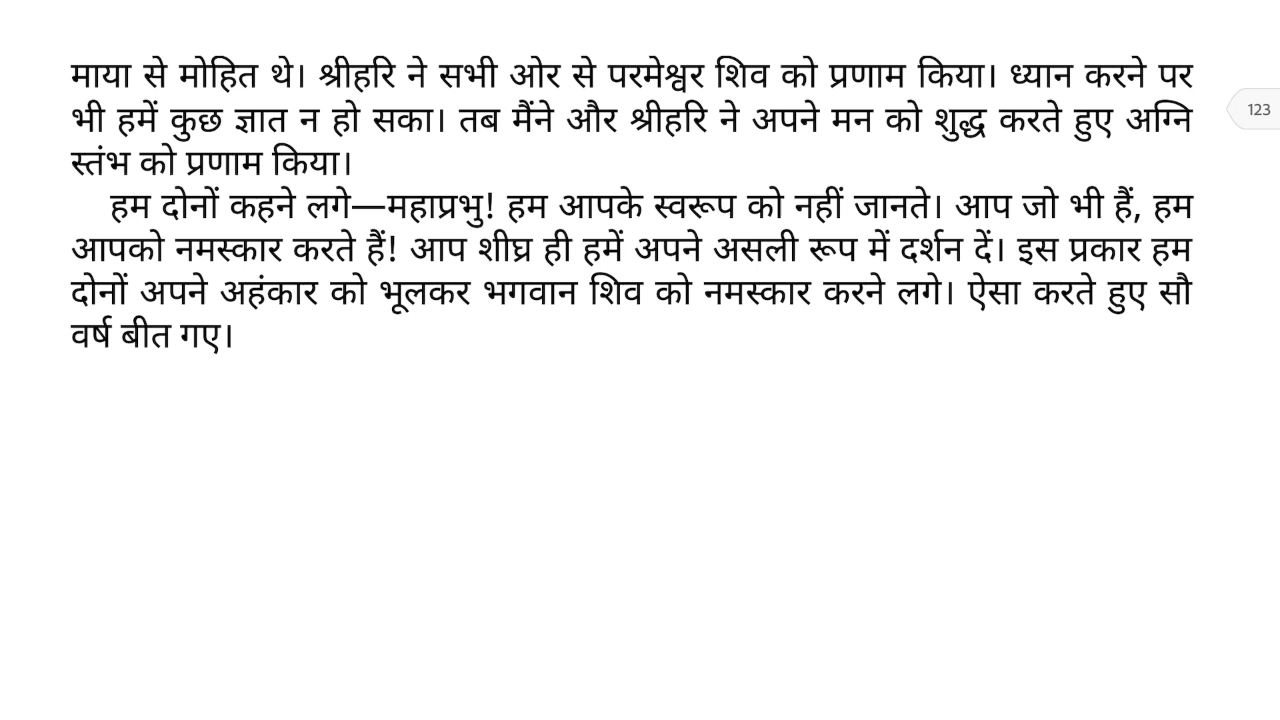 माया से मोहित थे। श्रीहरि ने सभी ओर से परमेश्वर शिव को प्रणाम किया। ध्यान करने पर
भी हमें कुछ ज्ञात न हो सका। तब मैंने और श्रीहरि ने अपने मन को शुद्ध करते हुए अग्नि
स्तंभ को प्रणाम किया।
हम दोनों कहने लगे—महाप्रभु! हम आपके स्वरूप को नहीं जानते। आप जो भी हैं, हम
आपको नमस्कार करते हैं! आप शीघ्र ही हमें अपने असली रूप में दर्शन दें। इस प्रकार हम
दोनों अपने अहंकार को भूलकर भगवान शिव को नमस्कार करने लगे। ऐसा करते हुए सौ
वर्ष बीत गए।
123